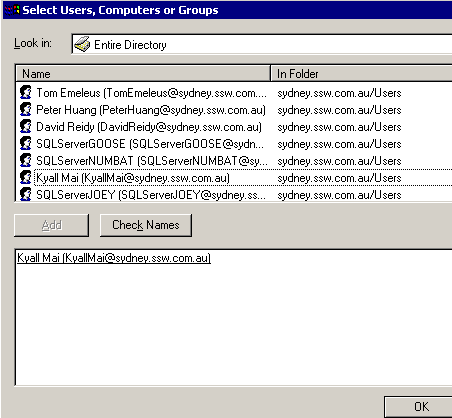 Select Users, Computers or Groups
Look in: Entire Directory
Name In Folder
Tom Emeleus (TomEmeleus@sydney.ssw.com.... sydney.ssw.com.au/Users
Peter Huang (PeterHuang@sydney.ssw.com.au) sydney.ssw.com.au/Users
David Reidy (DavidReidy@sydney.ssw.com.au) sydney.ssw.com.au/Users
SQLServerGOOSE (SQLServerGOOSE@sydn... sydney.ssw.com.au/Users
SQLServerNUMBAT (SQLServerNUMBAT@sy... sydney.ssw.com.au/Users
Kyall Mai (KyallMai@sydney.ssw.com.au) sydney.ssw.com.au/Users
SQLServerJOEY (SQLServerJOEY@sydney.ss... sydney.ssw.com.au/Users
Add Check Names
Kyall Mai (KyallMai@sydney.ssw.com.au)
OK